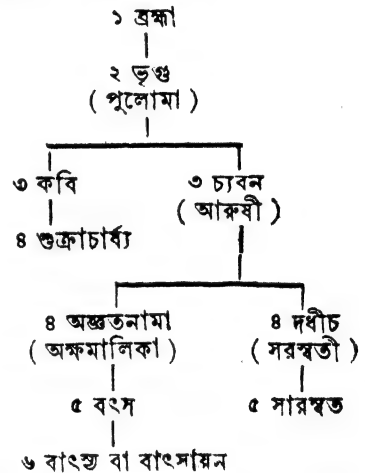 ১ ব্রহ্মা
২ ভৃগু
( পুলোমা )
৩ কবি ৩ চ্যবন
( আরুষী )
৪ শুক্রাচার্য্য
৪ অজ্ঞতনামা ৪ দধীচ
( অক্ষমালিকা ) ( সরস্বতী )
৫ বৎস ৫ সারস্বত
৬ বাৎস্য বা বাৎসায়ন